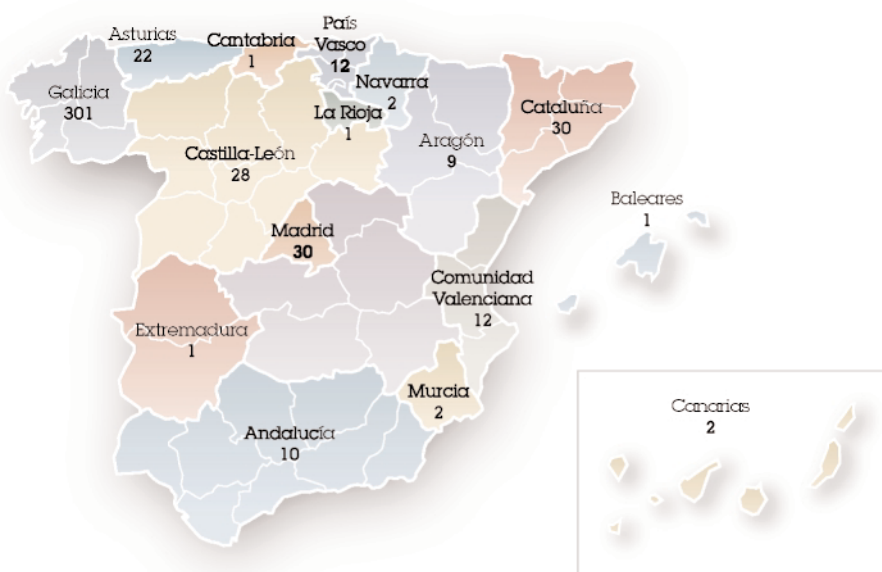 País
Vasco
12
Asturias
22
Cantabria
1
Navarra
2
Galicia
301
La Rioja
1
Cataluña
30
Aragón
9
Castilla-León
28
Baleares
1
Madrid
30
Comunidad
Valenciana
12
Extremadura
1
Murcia
2
Canarias
2
Andalucía
10